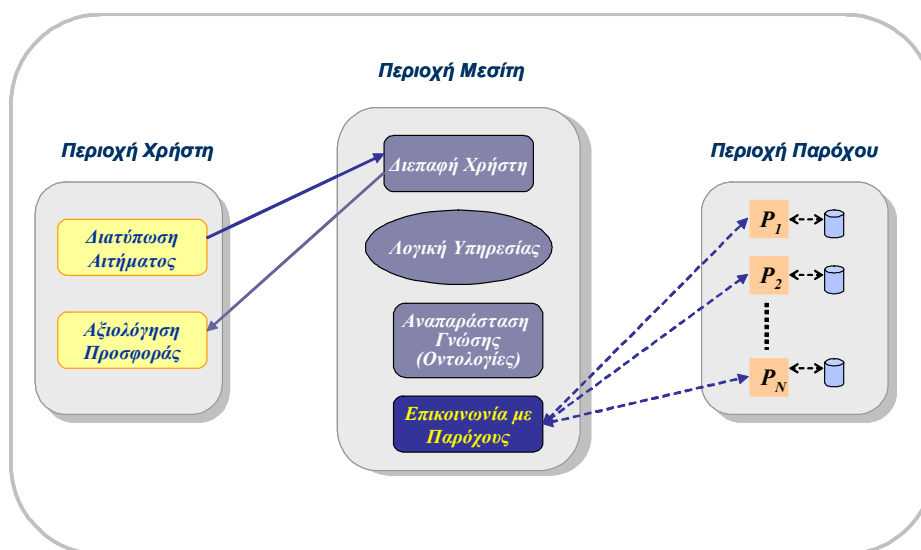 Περιοχή Μεσίτη
Περιοχή Χρήστη
Περιοχή Παρόχου
Διεπαφή Χρήστη
Διατύπωση
Αιτήματος
Λογική Υπηρεσίας
Αξιολόγηση
Προσφοράς
Αναπαράσταση
Γνώσης
(Οντολογίες)
Επικοινωνία με
Παρόχους
P1
P2
PN